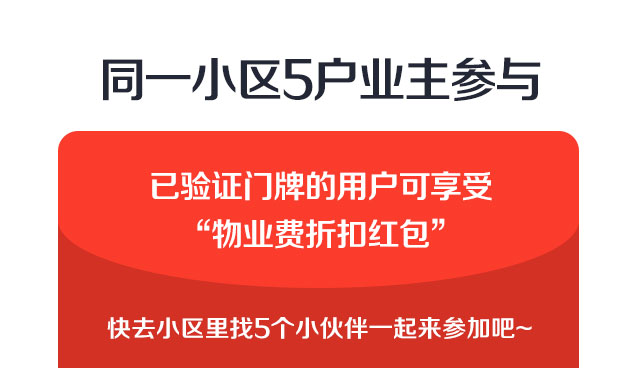 同一小区5户业主参与
已验证门牌的用户可享受
“物业费折扣红包”
快去小区里找5个小伙伴一起来参加吧~